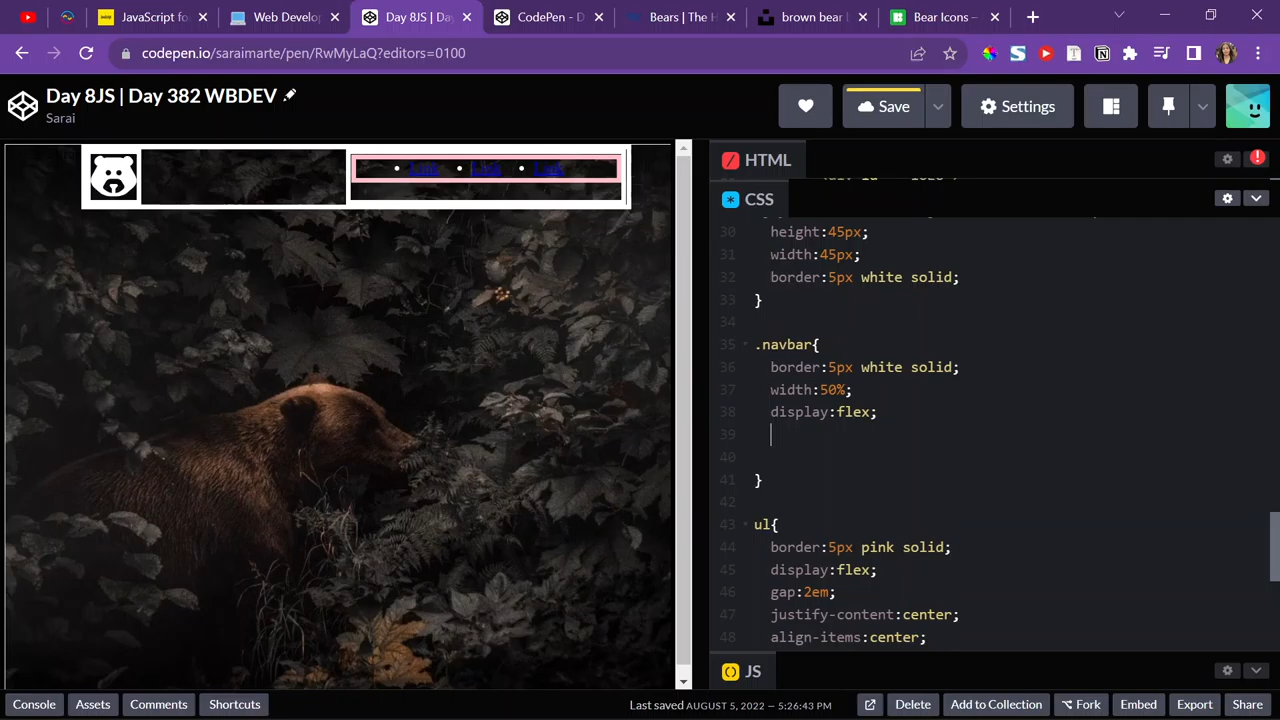 JavaScript fo
Web Develop
Day 8JS | Day
CodePen - D
Bears | The H
brown bear
Bear Icons –
codepen.io/saraimarte/pen/RwMyLaQ?editors=0100
Day 8JS | Day 382 WBDEV
Sarai
Save
Settings
HTML
CSS
30 height:45px;
31 width:45px;
32 border:5px white solid;
33 }
34
35 .navbar{
36 border:5px white solid;
37 width:50%;
38 display:flex;
39
40
41 }
42
43 ul{
44 border:5px pink solid;
45 display:flex;
46 gap:2em;
47 justify-content:center;
48 align-items:center;
JS
Link Link Link
Console Assets Comments Shortcuts
Last saved AUGUST 5, 2022 — 5:26:43 PM
Delete Add to Collection Fork Embed Export Share